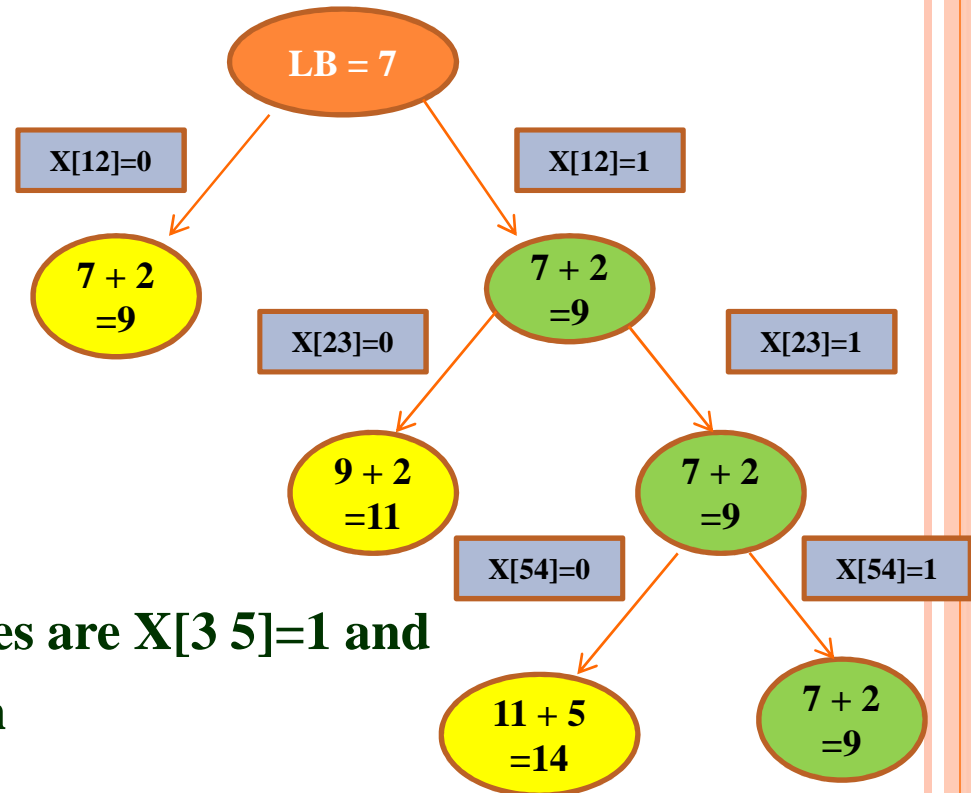 LB = 7
X[12]=0
X[12]=1
7 + 2
=9
7 + 2
=9
X[23]=0
X[23]=1
9 + 2
=11
7 + 2
=9
X[54]=0
X[54]=1
es are X[3 5]=1 and
11 + 5
=14
7 + 2
=9